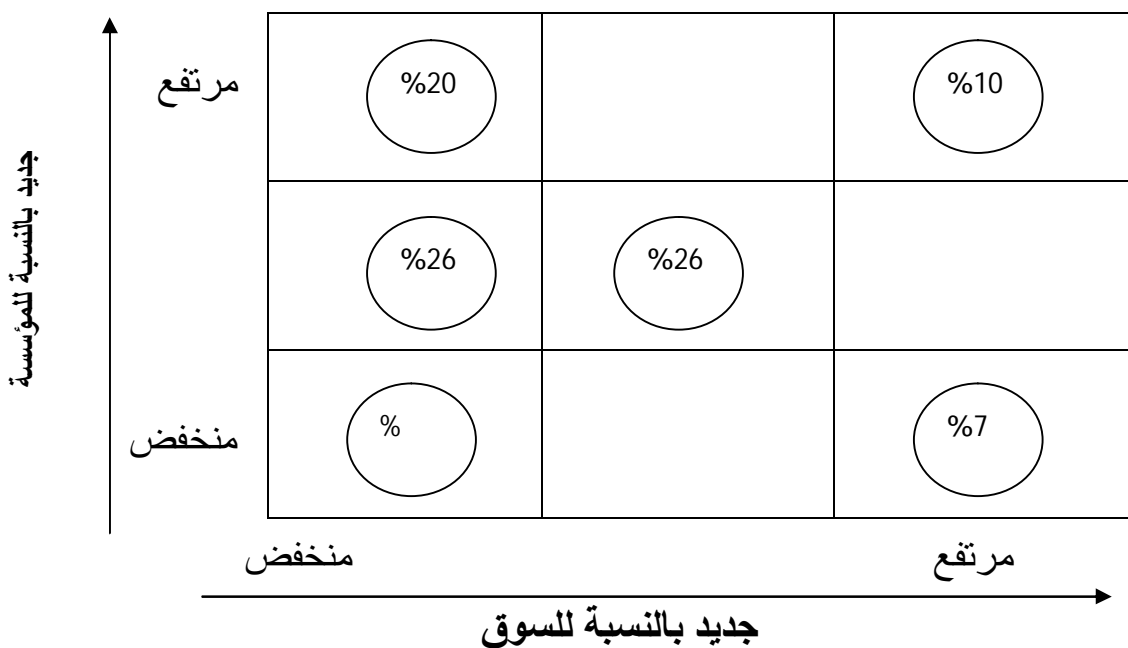 مرتفع
%20
%10
جديد بالنسبة للمؤسسة
%26
%26
منخفض
%
%7
منخفض
مرتفع
جديد بالنسبة للسوق